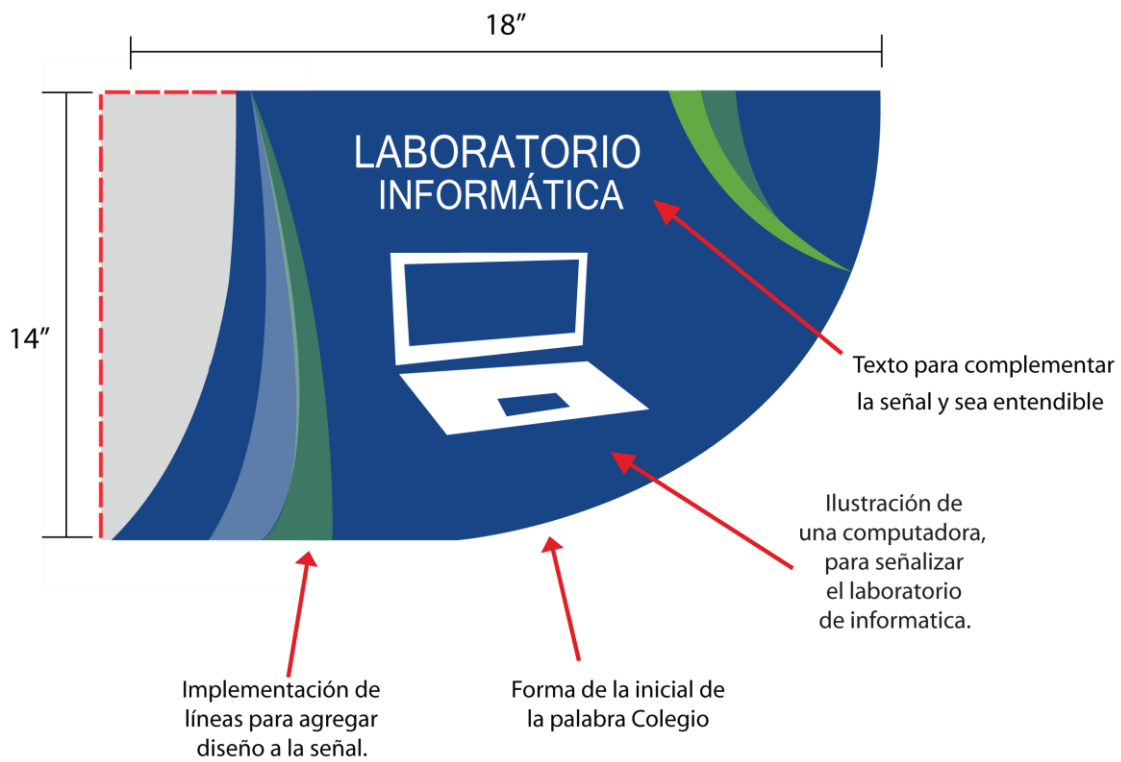 18”
14”
LABORATORIO
INFORMÁTICA
Texto para complementar
la señal y sea entendible
Ilustración de
una computadora,
para señalizar
el laboratorio
de informatica.
Implementación de
líneas para agregar
diseño a la señal.
Forma de la inicial de
la palabra Colegio